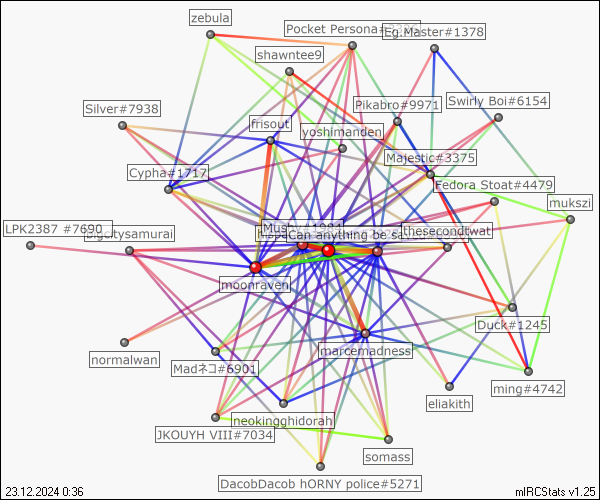 zebula
Pocket Persona
Eg.Master#1378
shawntee9
Silver#7938
Pikabro#9971
Swirly Boi#6154
frisout
yoshimanden
Majestic#3375
Cypha#1717
Fedora Stoat#4479
mukszi
LPK2387 #7690
bigcitysamurai
Can anything be
thesecondtwat
moonraven
Duck#1245
marcemadness
normalwan
Madネコ#6901
ming#4742
eliakith
neokingghidorah
JKOUYH VIII#7034
somass
DacobDacob hORNY police#5271
23.12.2024 0:36
mIRCStats v1.25